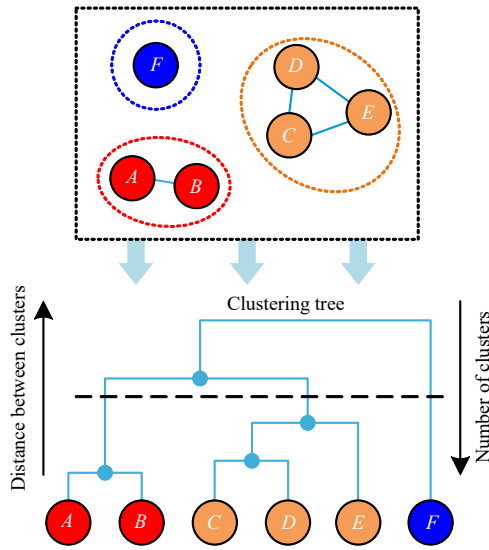 F
D
E
C
A
B
Clustering tree
Distance between clusters
Number of clusters
A B C D E F